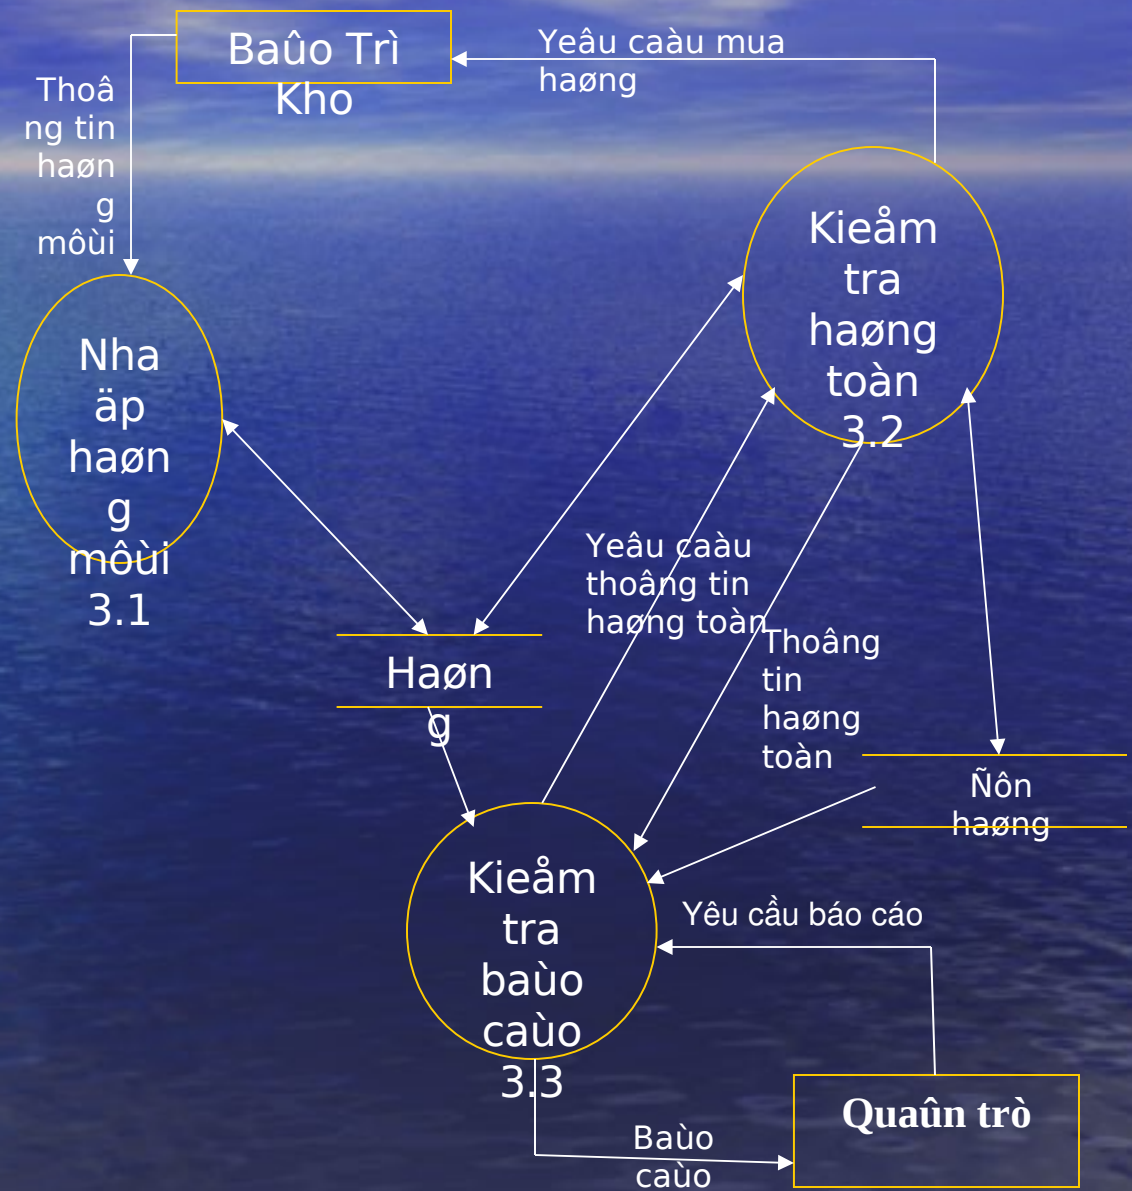 Baûo Trì
Kho
Yeâu caàu mua
haøng
Thoâ
ng tin
haøn
g
môùi
Kieåm
tra
haøng
toàn
3.2
Nha
äp
haøn
g
môùi
3.1
Yeâu caàu
thoâng tin
haøng toàn
Thoâng
tin
haøng
toàn
Haøn
g
Ñôn
haøng
Kieåm
tra
baùo
caùo
3.3
Yêu cầu báo cáo
Quaûn trò
Baùo
caùo